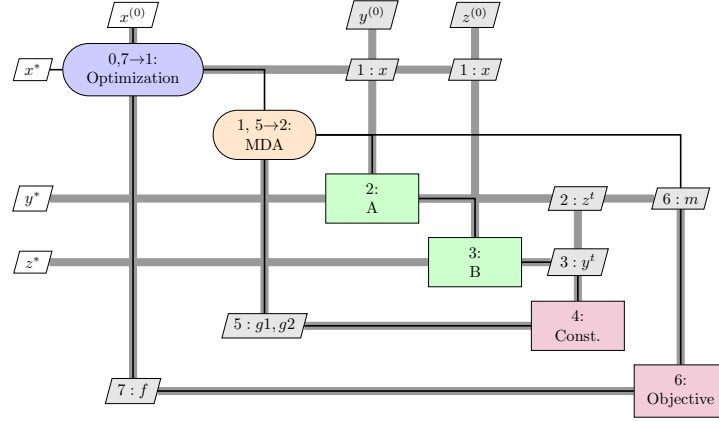 x^(0)
y^(0)
z^(0)
x*
0,7→1:
Optimization
1 : x
1 : x
1, 5→2:
MDA
y*
2:
A
2 : z^t
6 : m
z*
3:
B
3 : y^t
5 : g1, g2
4:
Const.
7 : f
6:
Objective